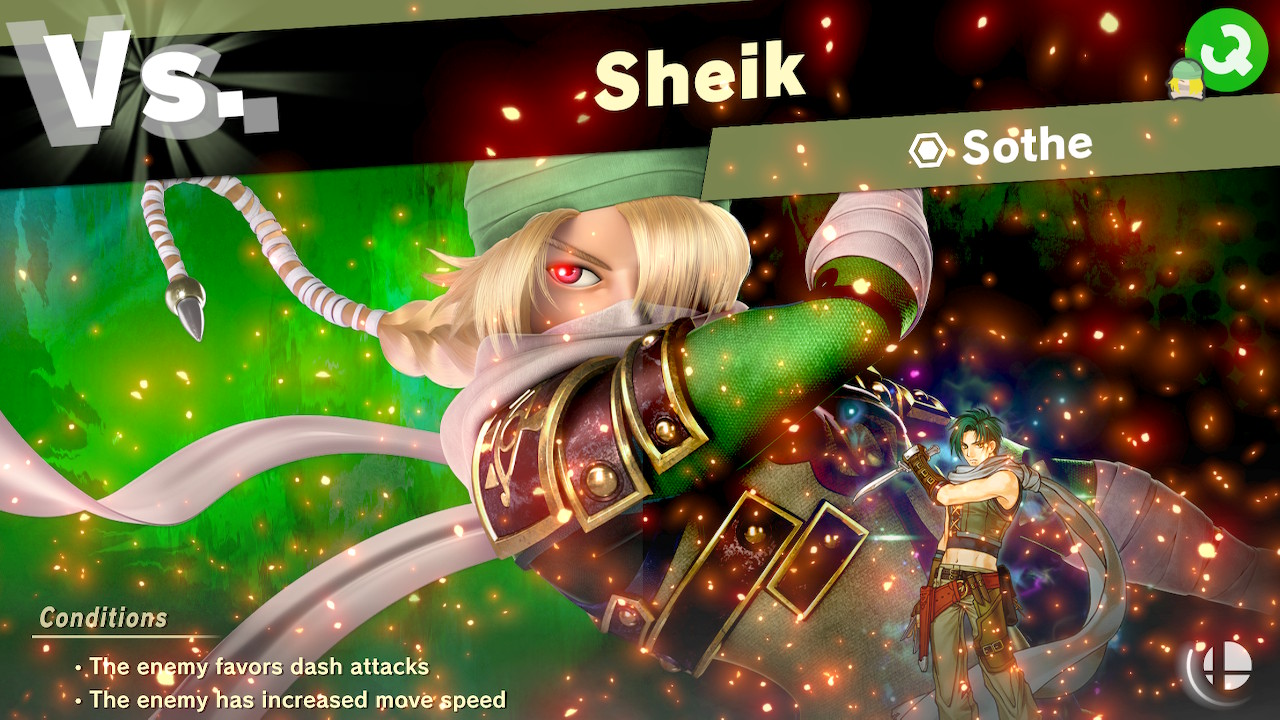 Vs.
Sheik
Sothe
Conditions
• The enemy favors dash attacks
• The enemy has increased move speed